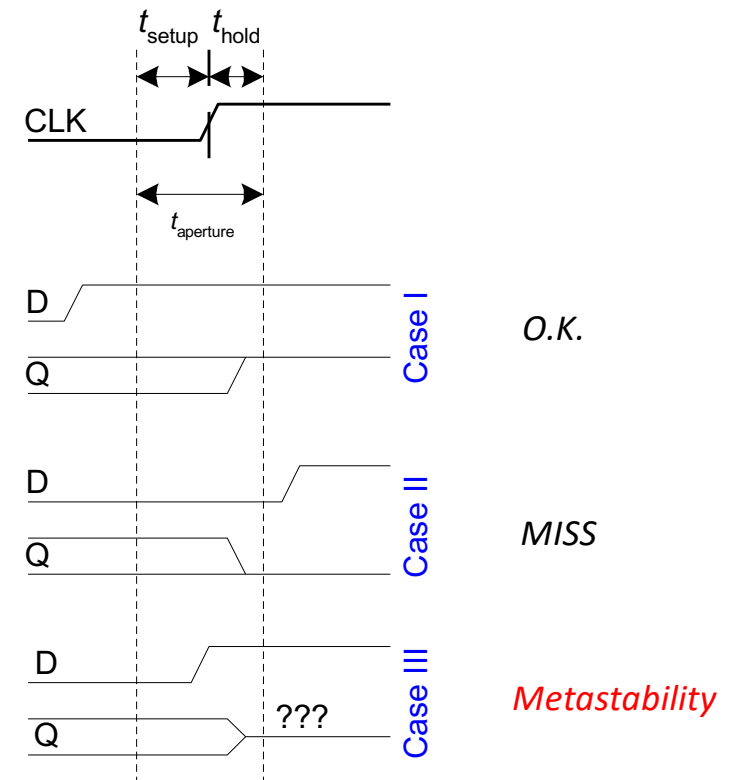 tsetup thold
CLK
taperture
D
Q
Case I
O.K.
D
Q
Case II
MISS
D
Q
???
Case III
Metastability